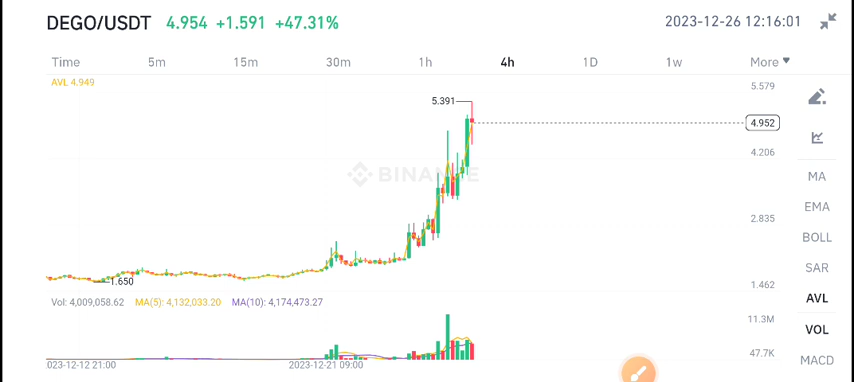 DEGO/USDT 4.954 +1.591 +47.31% 2023-12-26 12:16:01
Time 5m 15m 30m 1h 4h 1D 1w More
AVL 4.949
5.579
5.391
4.952
4.206
BINANCE
2.835
1.650
1.462
Vol: 4,009,058.62 MA(5): 4,132,033.20 MA(10): 4,174,473.27
11.3M
47.7K
023-12-12 21:00 2023-12-21 09:00
MA
EMA
BOLL
SAR
AVL
VOL
MACD